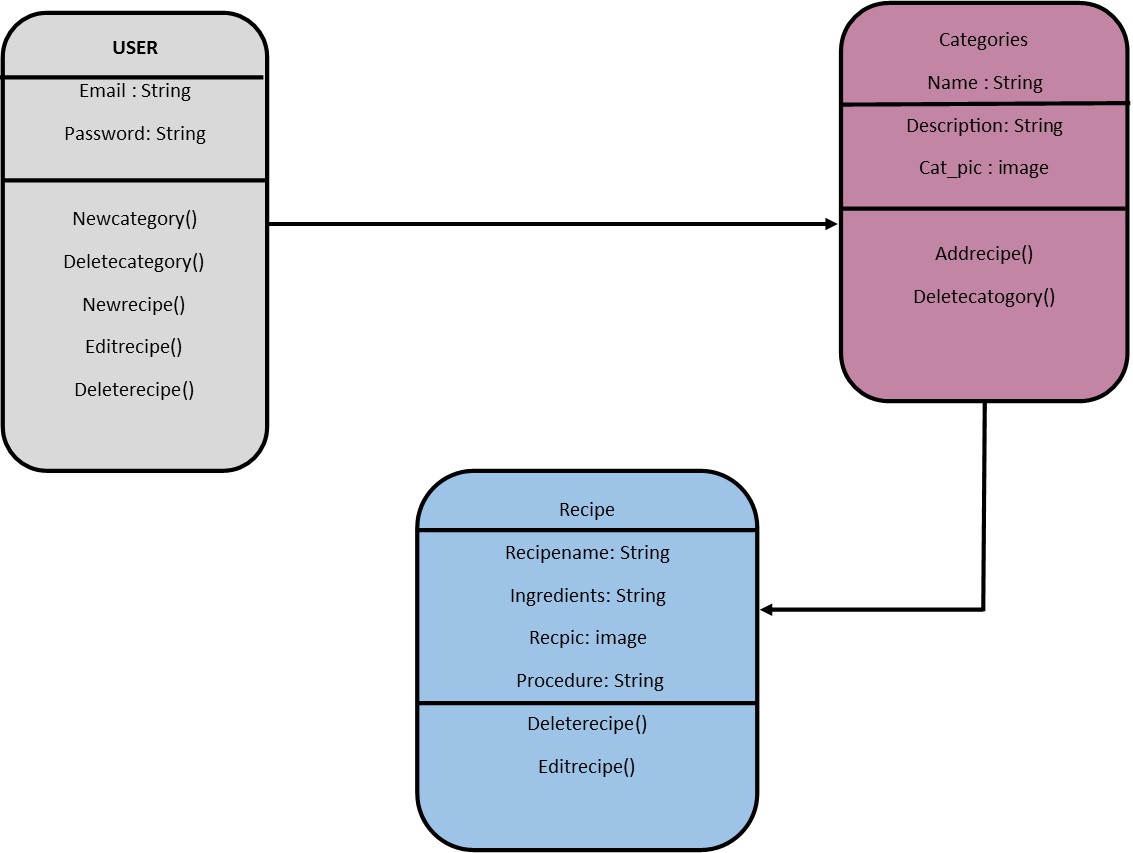 USER
Email : String
Password: String
Newcategory()
Deletecategory()
Newrecipe()
Editrecipe()
Deleterecipe()
Categories
Name : String
Description: String
Cat_pic : image
Addrecipe()
Deletecatogory()
Recipe
Recipename: String
Ingredients: String
Recpic: image
Procedure: String
Deleterecipe()
Editrecipe()